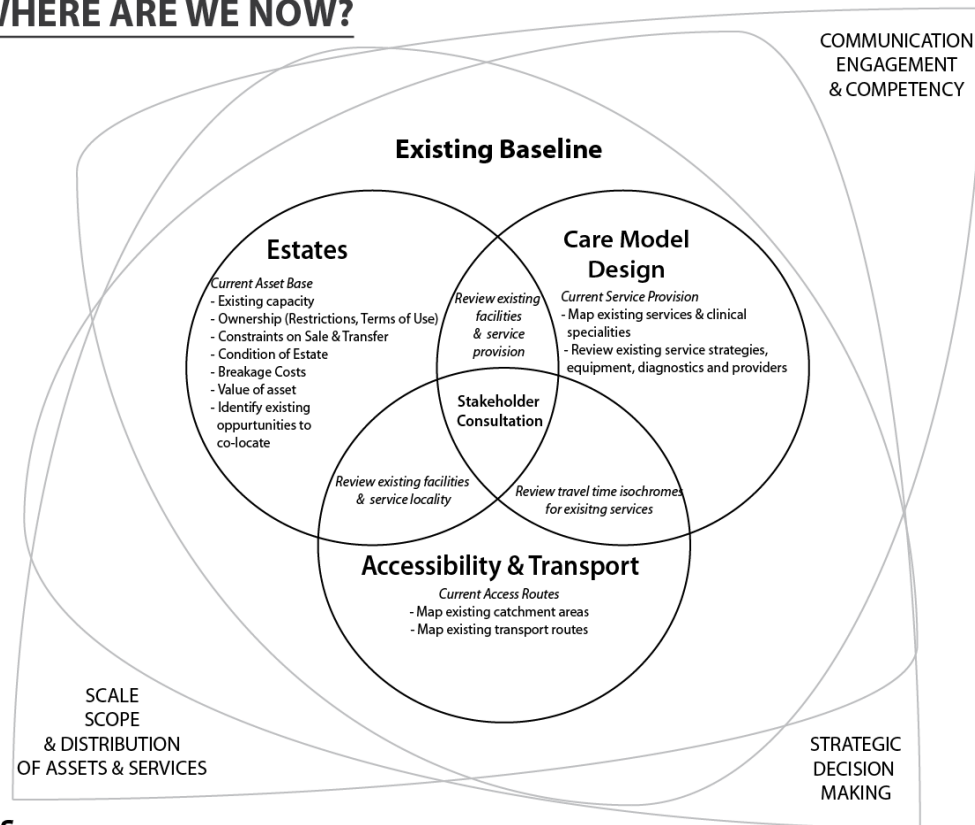 WHERE ARE WE NOW?
COMMUNICATION
ENGAGEMENT
& COMPETENCY
Existing Baseline
Estates
Current Asset Base
- Existing capacity
- Ownership (Restrictions, Terms of Use)
- Constraints on Sale & Transfer
- Condition of Estate
- Breakage Costs
- Value of asset
- Identify existing
oppurtunities to
co-locate
Review existing
facilities
& service
provision
Care Model
Design
Current Service Provision
- Map existing services & clinical
specialities
- Review existing service strategies,
equipment, diagnostics and providers
Stakeholder
Consultation
Review existing facilities
& service locality
Review travel time isochromes
for exisitng services
Accessibility & Transport
Current Access Routes
- Map existing catchment areas
- Map existing transport routes
SCALE
SCOPE
& DISTRIBUTION
OF ASSETS & SERVICES
STRATEGIC
DECISION
MAKING